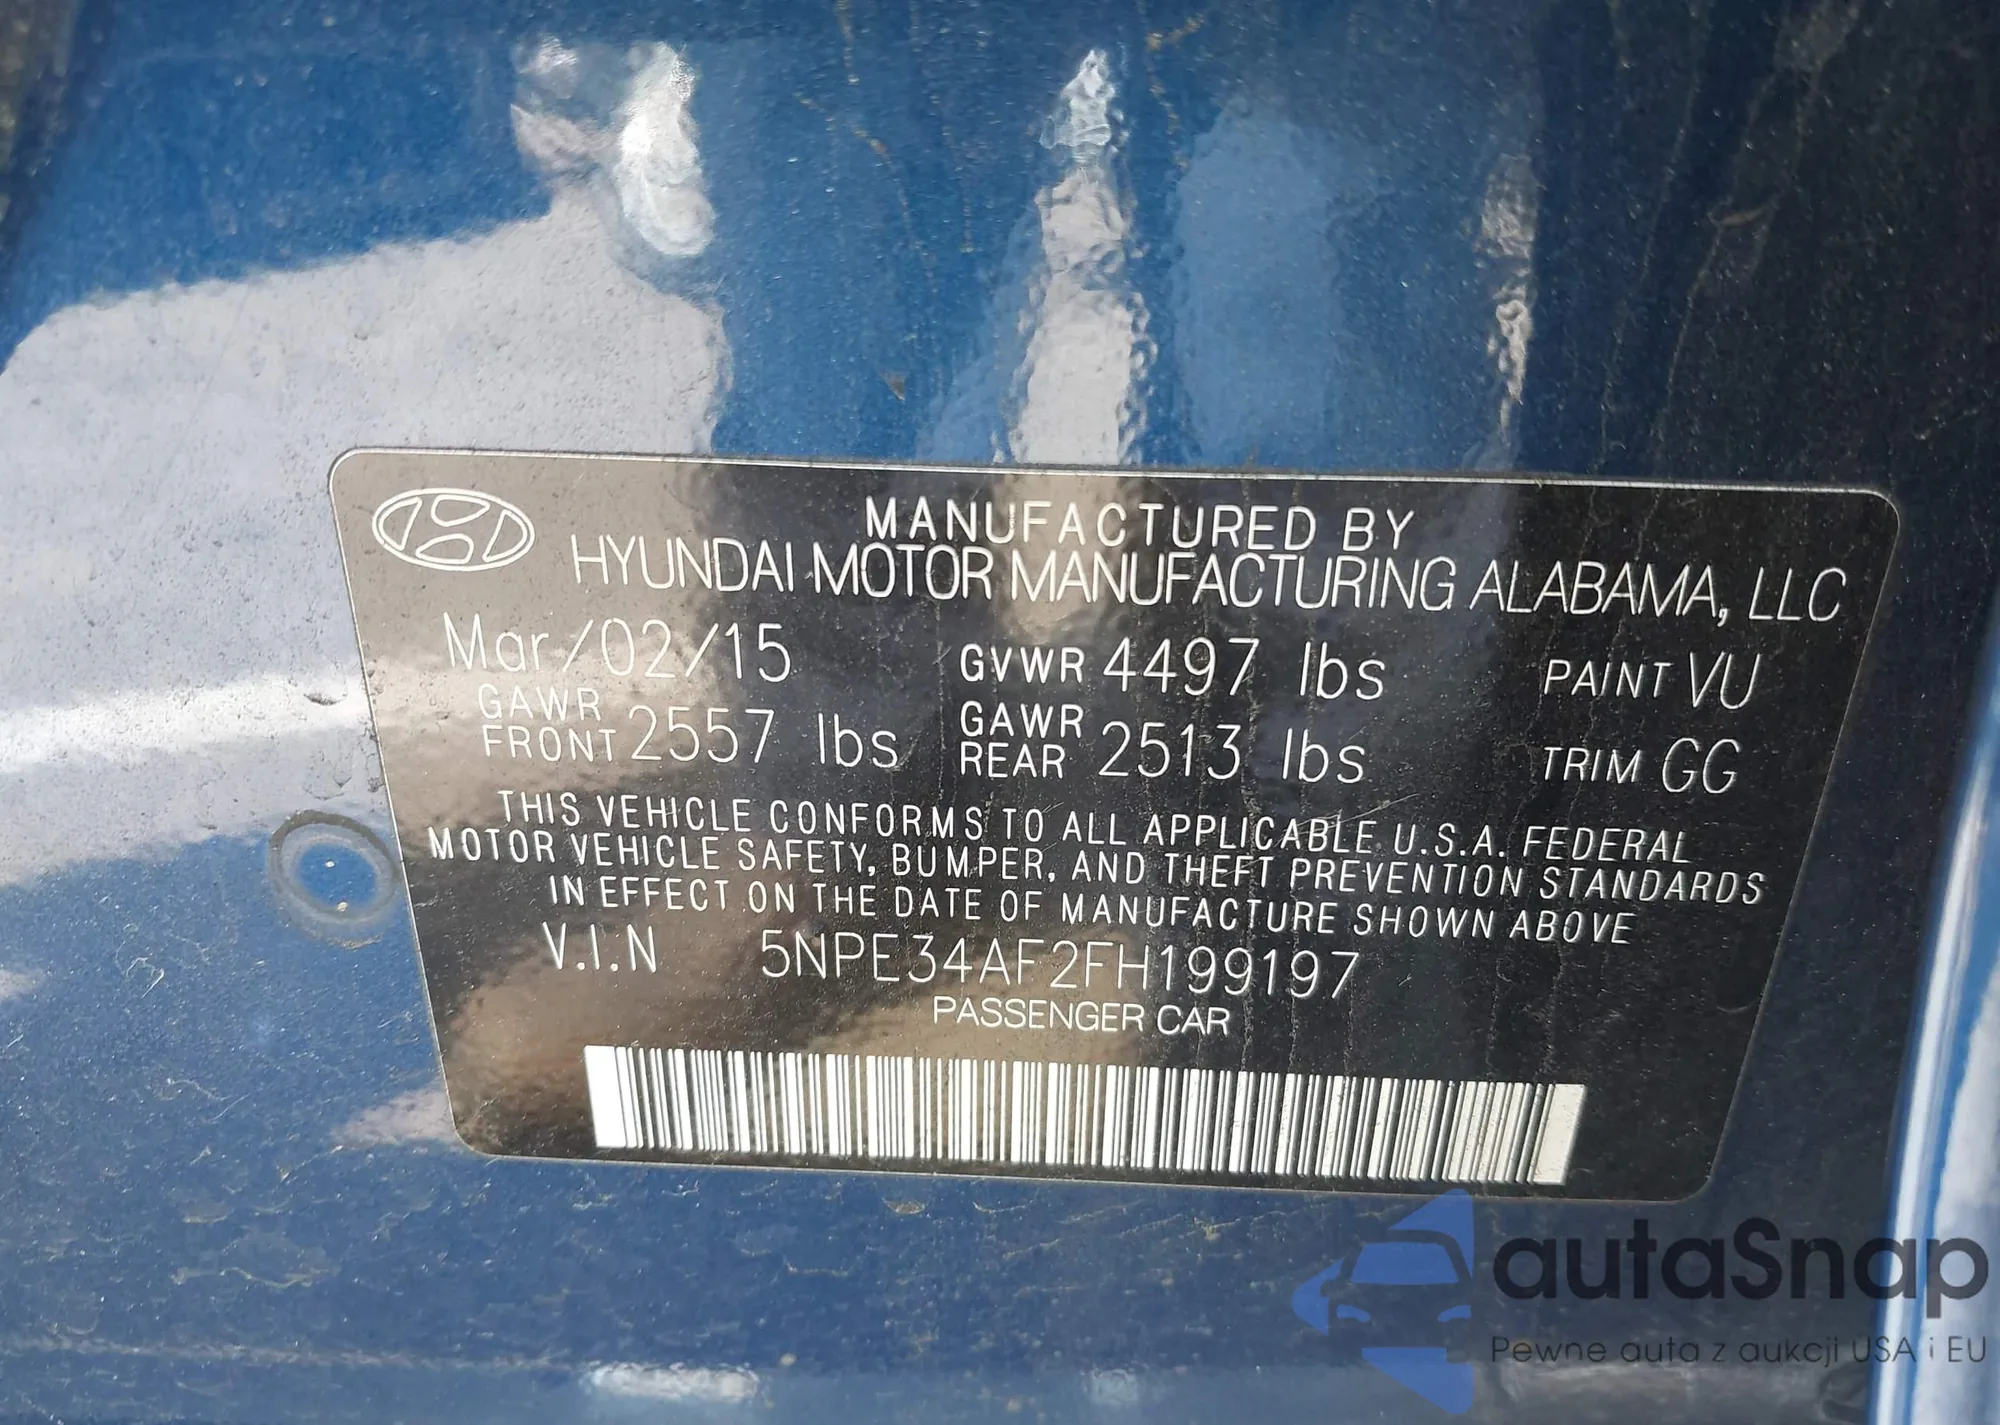 MANUFACTURED BY
HYUNDAI MOTOR MANUFACTURING ALABAMA, LLC
Mar/02/15 GVWR 4497 lbs PAINT VU
GAWR FRONT 2557 lbs GAWR REAR 2513 lbs TRIM GG
THIS VEHICLE CONFORMS TO ALL APPLICABLE U.S.A. FEDERAL
MOTOR VEHICLE SAFETY, BUMPER, AND THEFT PREVENTION STANDARDS
IN EFFECT ON THE DATE OF MANUFACTURE SHOWN ABOVE
V.I.N 5NPE34AF2FH199197
PASSENGER CAR
autaSnap
Pewne auta z aukcji USA i EU